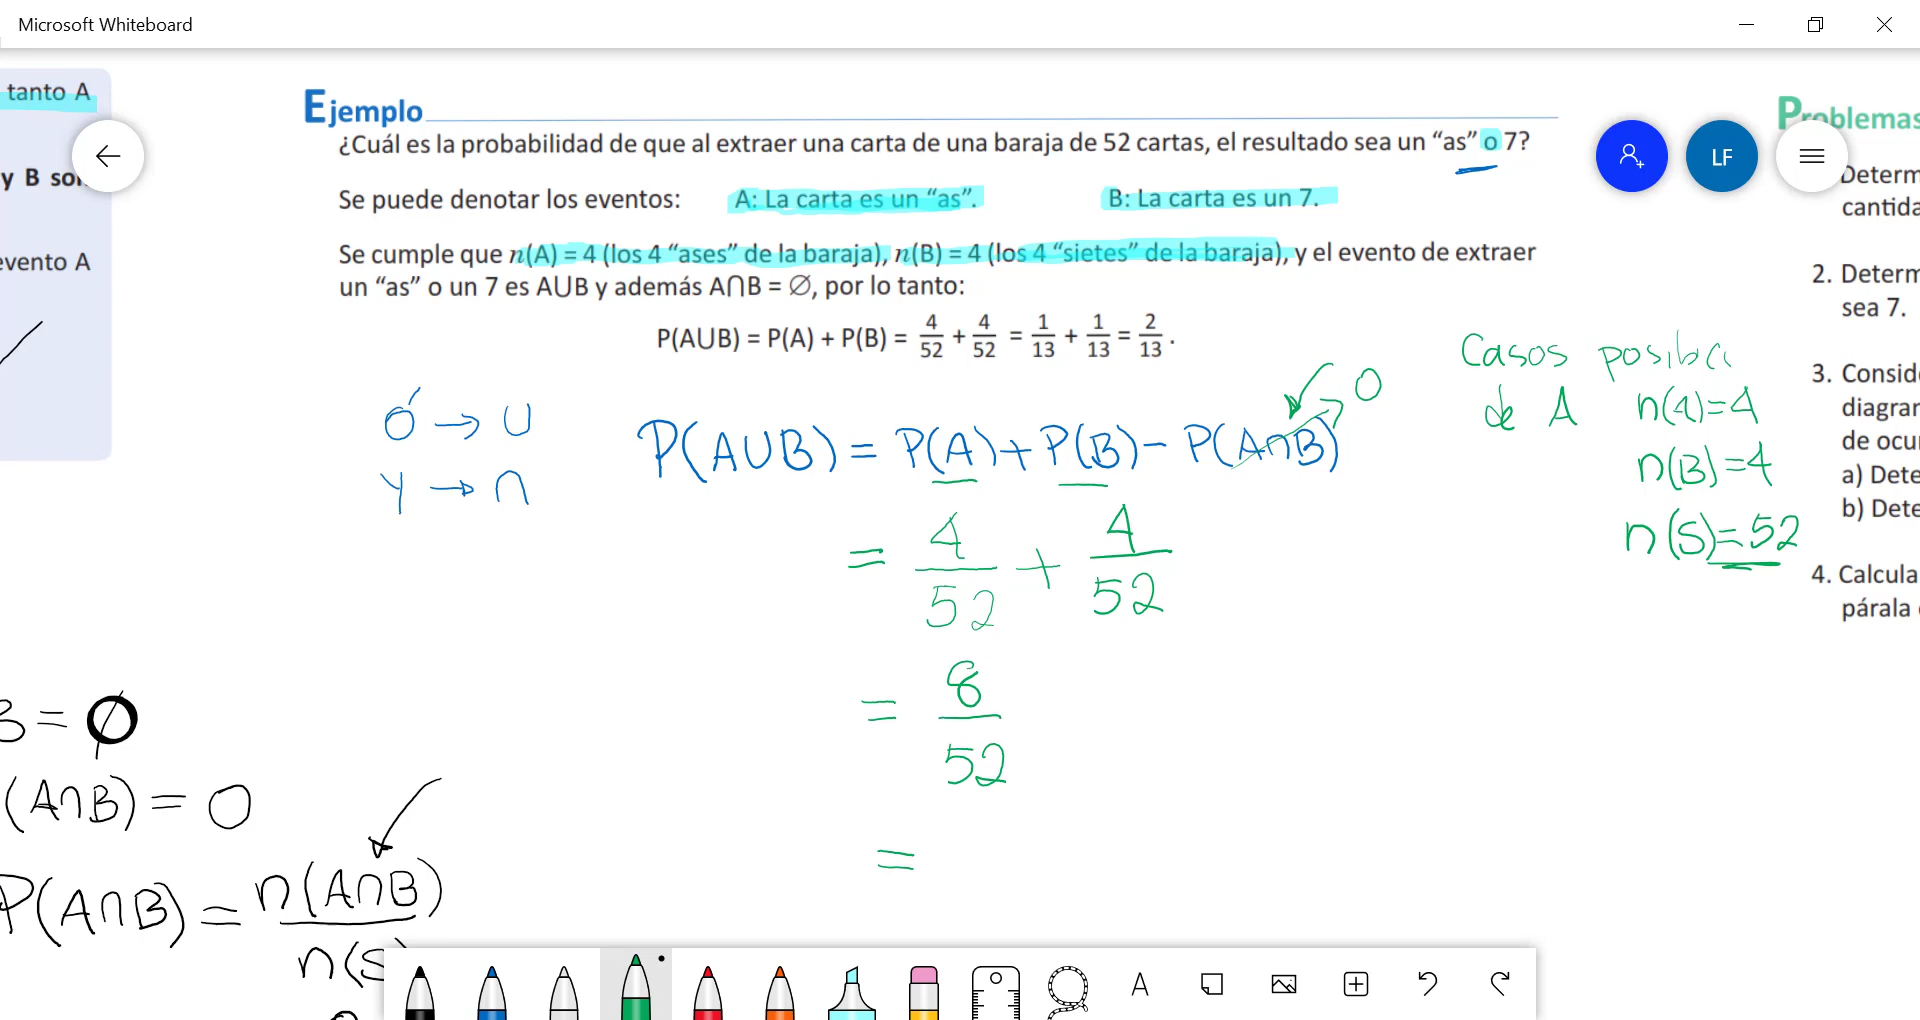 Microsoft Whiteboard
tanto A
y B son
evento A
Ejemplo
¿Cuál es la probabilidad de que al extraer una carta de una baraja de 52 cartas, el resultado sea un “as” o 7?
Se puede denotar los eventos: A: La carta es un “as”. B: La carta es un 7.
Se cumple que n(A) = 4 (los 4 “ases” de la baraja), n(B) = 4 (los 4 “sietes” de la baraja), y el evento de extraer
un “as” o un 7 es A∪B y además A∩B = ∅, por lo tanto:
P(A∪B) = P(A) + P(B) = 4/52 + 4/52 = 1/13 + 1/13 = 2/13 .
Ó → ∪
Y → ∩
P(A∪B) = P(A) + P(B) − P(A∩B) 0
= 4/52 + 4/52
= 8/52
=
Casos
de A n(A)=4
n(B)=4
n(S)=52
B = ∅
(A∩B) = 0
P(A∩B) = n(A∩B)
n(S)
LF
Problemas
Determ
cantida
2. Determ
sea 7.
3. Conside
diagrar
de ocur
a) Dete
b) Dete
4. Calcula
párala